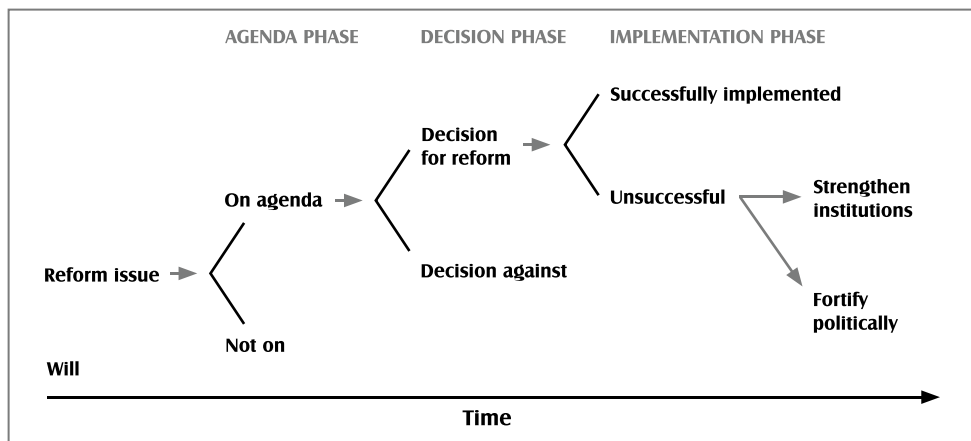 AGENDA PHASE
DECISION PHASE
IMPLEMENTATION PHASE
Successfully implemented
Decision
for reform
On agenda
Unsuccessful
Strengthen
institutions
Reform issue
Decision against
Fortify
politically
Not on
Will
Time